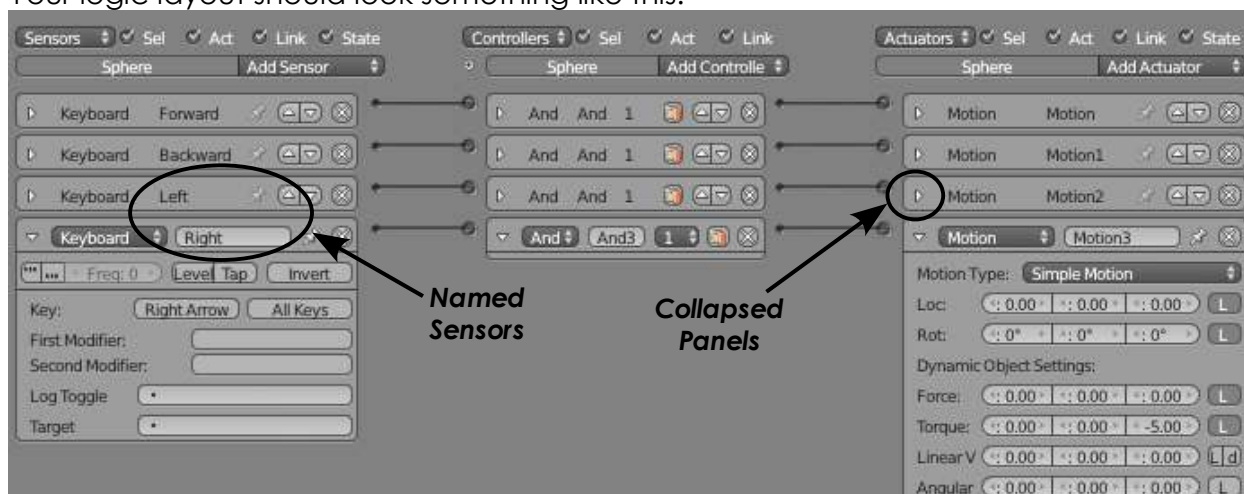 Your logic layout should look something like this:
Sensors Sel Act Link State Controllers Sel Act Link Actuators Sel Act Link State
Sphere Add Sensor Sphere Add Controlle Sphere Add Actuator
Keyboard Forward And And 1 Motion Motion
Keyboard Backward And And 1 Motion Motion1
Keyboard Left And And 1 Motion Motion2
Keyboard Right And And3 1 Motion Motion3
Freq: 0 Level Tap Invert Motion Type: Simple Motion
Key: Right Arrow All Keys Loc: : 0.00 : 0.00 : 0.00 L
First Modifier: Rot: : 0° : 0° : 0° L
Second Modifier: Dynamic Object Settings:
Log Toggle Force: : 0.00 : 0.00 : 0.00 L
Target Torque: : 0.00 : 0.00 -5.00 L
Linear V : 0.00 : 0.00 : 0.00 L d
Angular : 0.00 : 0.00 : 0.00 L
Named
Sensors
Collapsed
Panels